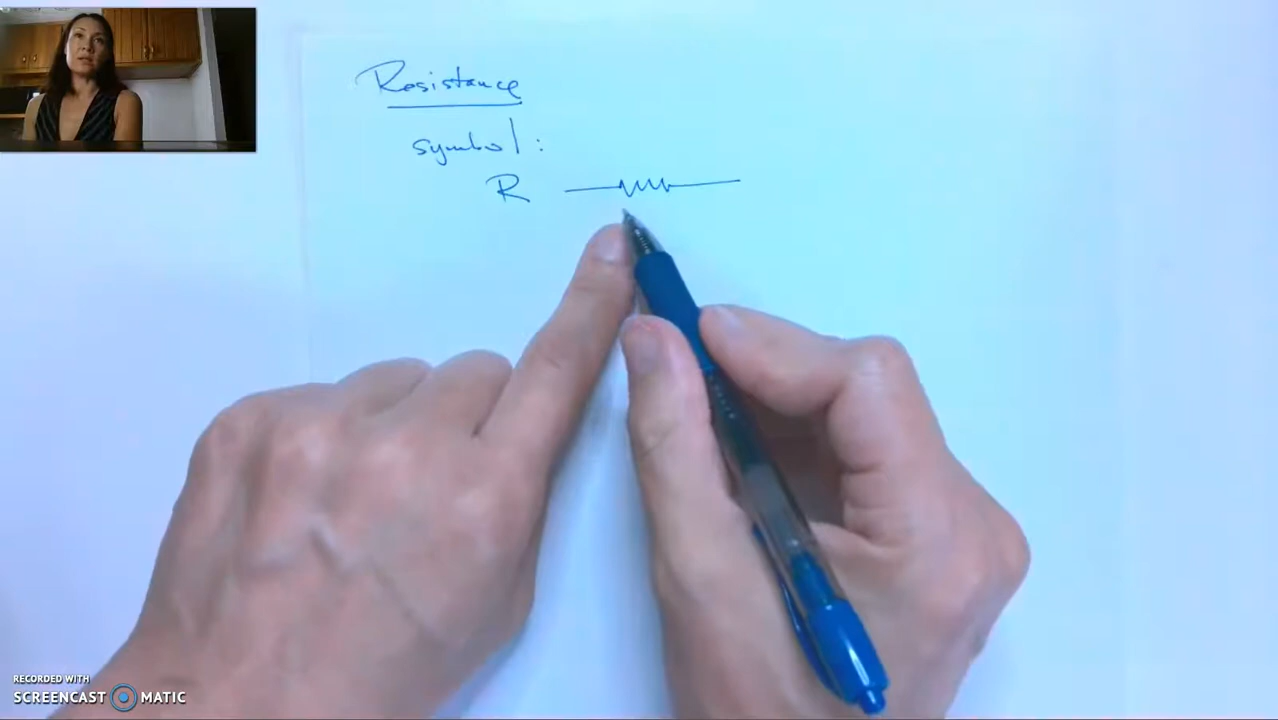 Resistance
symbol:
R
RECORDED WITH
SCREENCAST MATIC